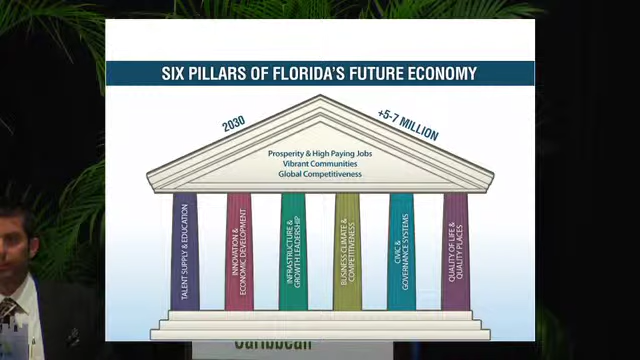 SIX PILLARS OF FLORIDA'S FUTURE ECONOMY
2030
+5-7 MILLION
Prosperity & High Paying Jobs
Vibrant Communities
Global Competitiveness
TALENT SUPPLY & EDUCATION
INNOVATION &
ECONOMIC DEVELOPMENT
INFRASTRUCTURE &
GROWTH LEADERSHIP
BUSINESS CLIMATE &
COMPETITIVENESS
CIVIC &
GOVERNANCE SYSTEMS
QUALITY OF LIFE &
QUALITY PLACES
Caribbean